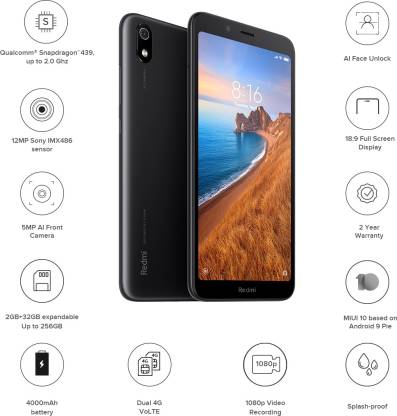 Qualcomm® Snapdragon™ 439,
up to 2.0 Ghz
12MP Sony IMX486
sensor
5MP AI Front
Camera
2GB+32GB expandable
Up to 256GB
4000mAh
battery
Dual 4G
VoLTE
1080p
1080p Video
Recording
Splash-proof
MIUI 10 based on
Android 9 Pie
2 Year
Warranty
18:9 Full Screen
Display
AI Face Unlock
S
4G
4G
8:16
Redmi
Redmi